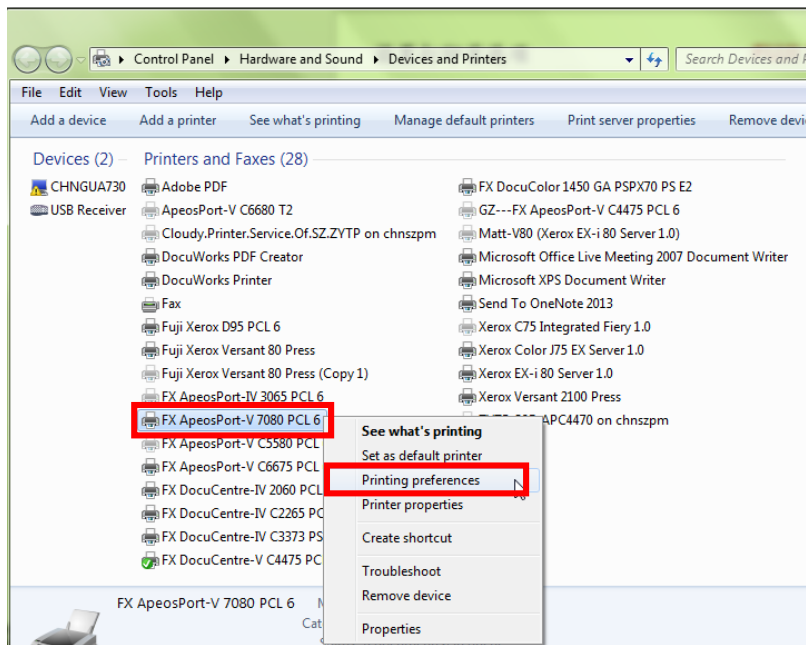 Control Panel Hardware and Sound Devices and Printers Search Devices and P
File Edit View Tools Help
Add a device Add a printer See what's printing Manage default printers Print server properties Remove devi
Devices (2) Printers and Faxes (28)
CHNGUA730 Adobe PDF FX DocuColor 1450 GA PSPX70 PS E2
USB Receiver ApeosPort-V C6680 T2 GZ---FX ApeosPort-V C4475 PCL 6
Cloudy.Printer.Service.Of.SZ.ZYTP on chnszpm Matt-V80 (Xerox EX-i 80 Server 1.0)
DocuWorks PDF Creator Microsoft Office Live Meeting 2007 Document Writer
DocuWorks Printer Microsoft XPS Document Writer
Fax Send To OneNote 2013
Fuji Xerox D95 PCL 6 Xerox C75 Integrated Fiery 1.0
Fuji Xerox Versant 80 Press Xerox Color J75 EX Server 1.0
Fuji Xerox Versant 80 Press (Copy 1) Xerox EX-i 80 Server 1.0
FX ApeosPort-IV 3065 PCL 6 Xerox Versant 2100 Press
FX ApeosPort-V 7080 PCL 6 APC4470 on chnszpm
FX ApeosPort-V C5580 PCL
FX ApeosPort-V C6675 PCL
FX DocuCentre-IV 2060 PCL
FX DocuCentre-IV C2265 PC
FX DocuCentre-IV C3373 PS
FX DocuCentre-V C4475 PC
See what's printing
Set as default printer
Printing preferences
Printer properties
Create shortcut
Troubleshoot
Remove device
Properties
FX ApeosPort-V 7080 PCL 6
Cat